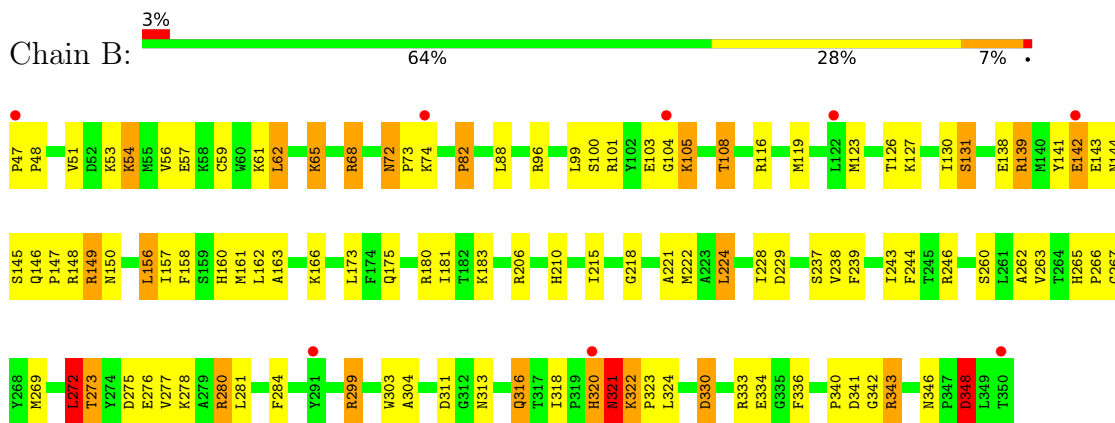 3%
Chain B:
64% 28% 7% •
P47 P48 V51 D52 K53 K54 M55 V56 E57 K58 C59 W60 K61 L62 K65 R68 N72 P73 K74 P82 L88 R96 L99 S100 R101 Y102 E103 G104 K105 T108 R116 M119 L122 M123 T126 K127 I130 S131 E138 R139 M140 Y141 E142 E143 N144
S145 Q146 P147 R148 R149 N150 L156 I157 F158 S159 H160 M161 L162 A163 K166 L173 F174 Q175 R180 I181 T182 K183 R206 H210 I215 G218 A221 M222 A223 L224 I228 D229 S237 V238 F239 I243 F244 T245 R246 S260 L261 A262 V263 T264 H265 P266 G267
Y268 M269 L272 T273 Y274 D275 E276 V277 K278 A279 R280 L281 F284 Y291 R299 W303 A304 D311 G312 N313 Q316 T317 I318 P319 H320 N321 K322 P323 L324 D330 R333 E334 G335 F336 P340 D341 G342 R343 N346 P347 D348 L349 T350